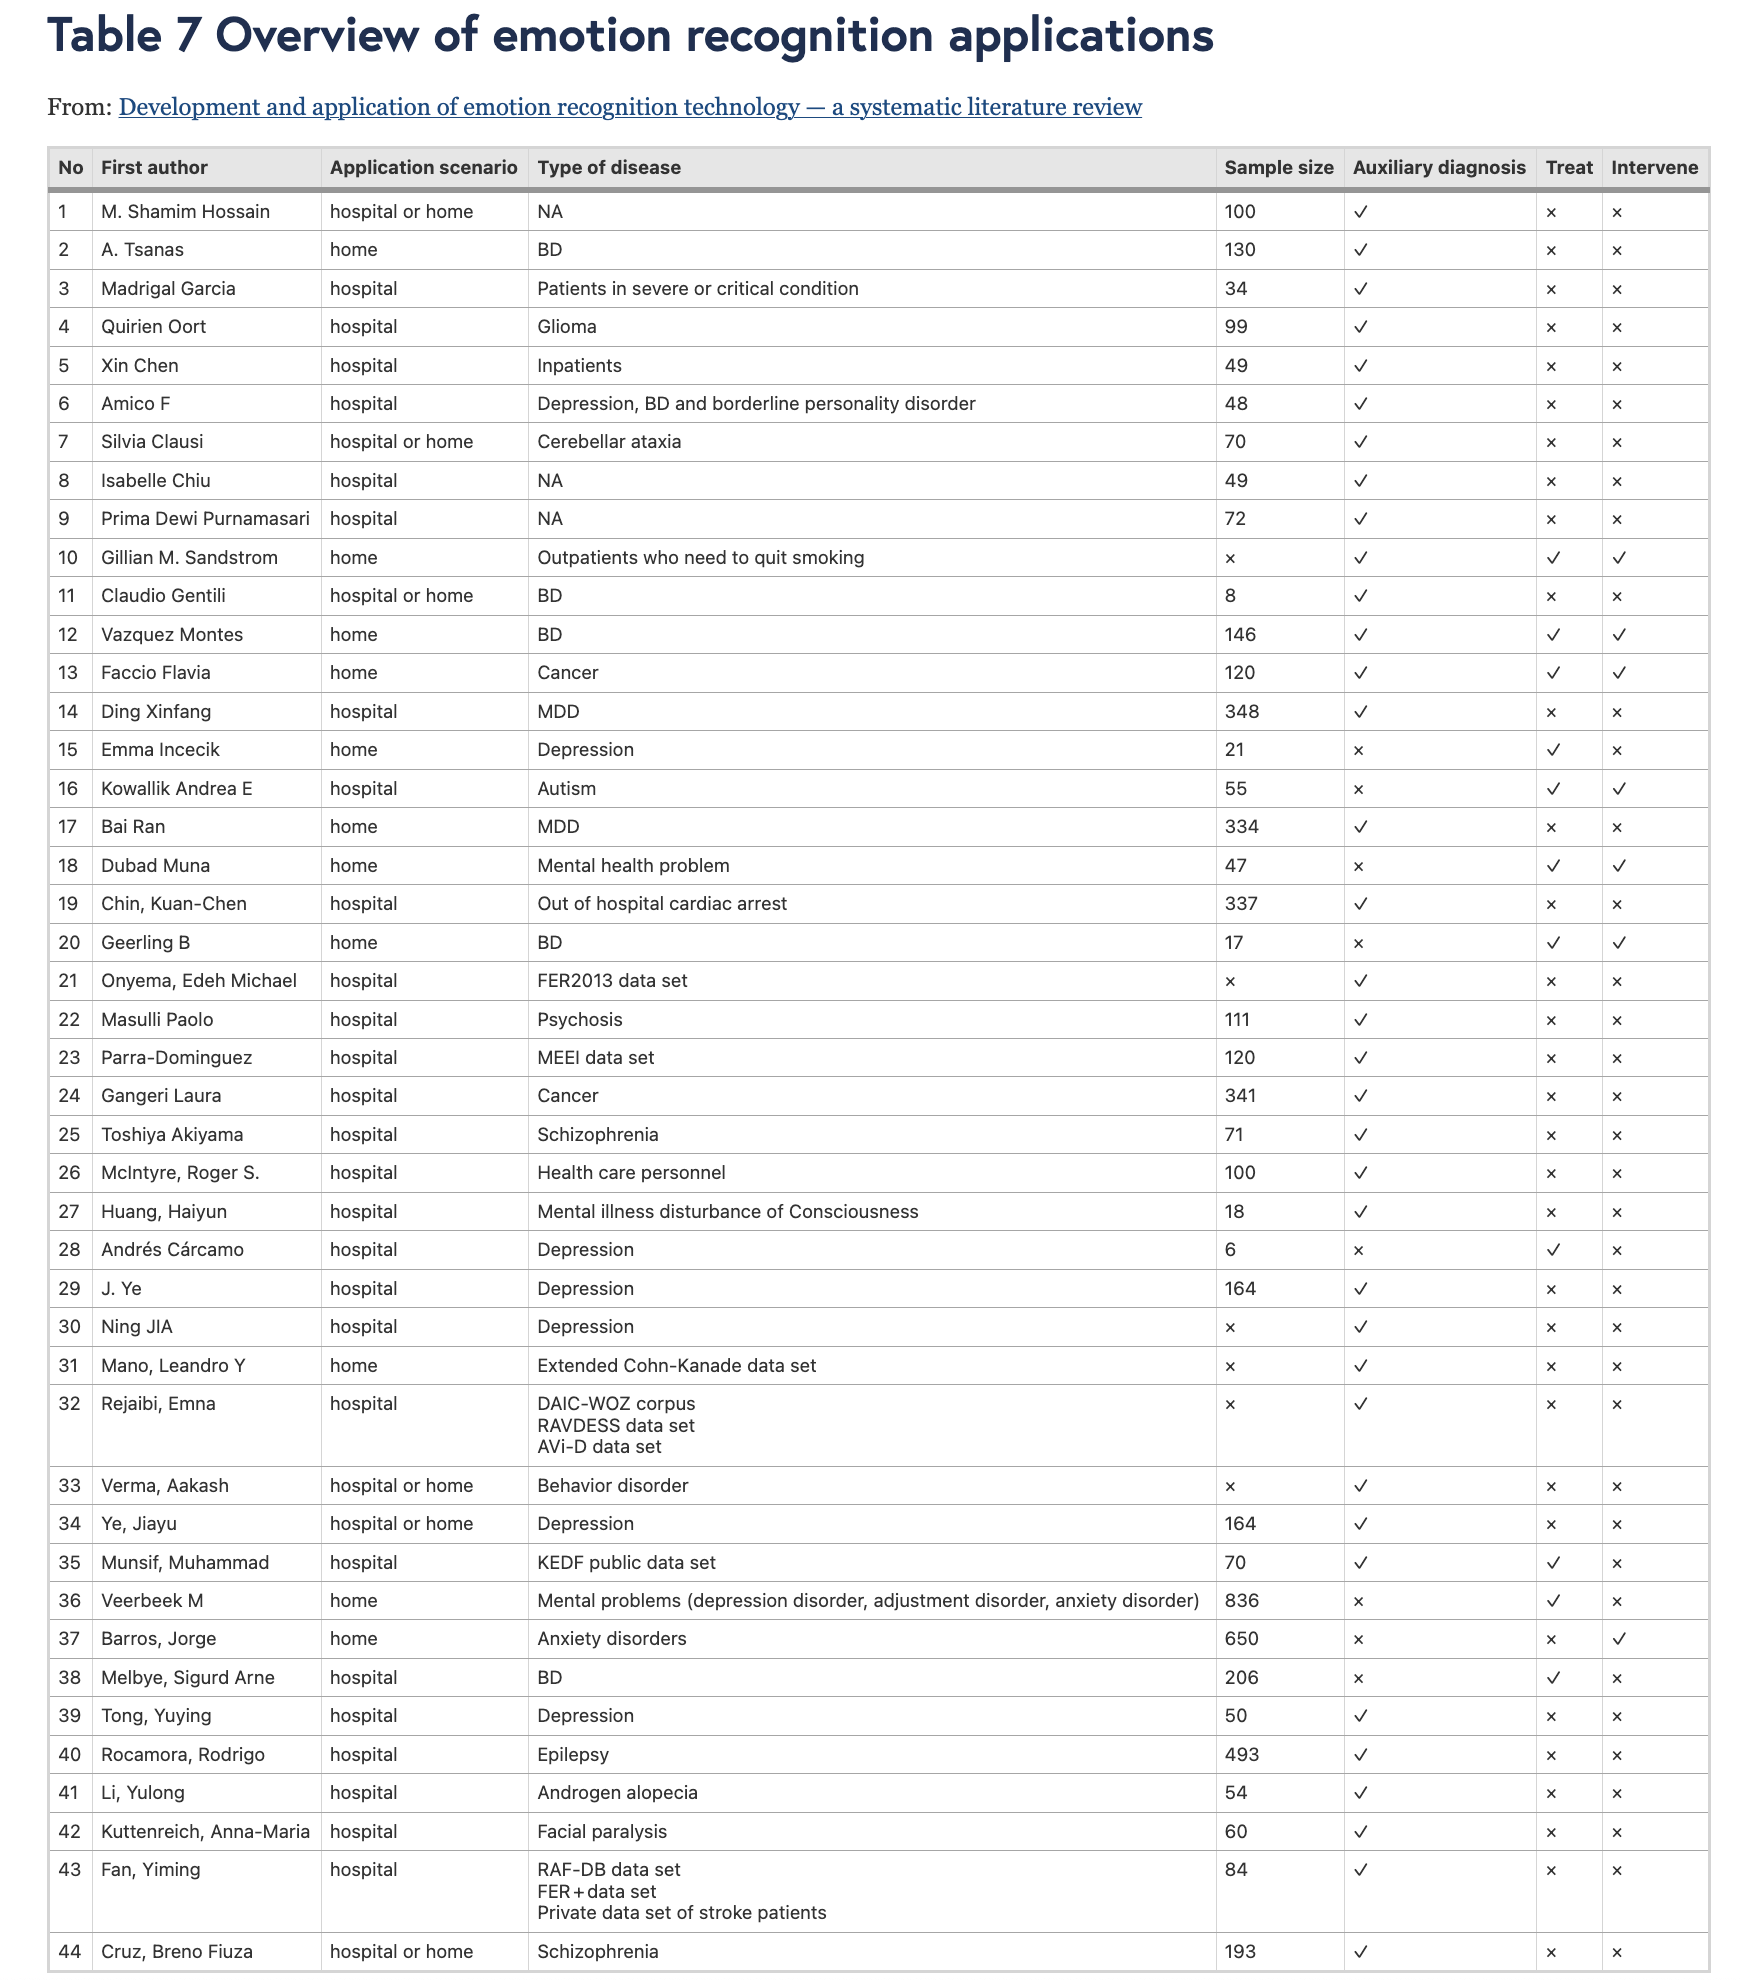 Table 7 Overview of emotion recognition applications
From: Development and application of emotion recognition technology — a systematic literature review
No First author Application scenario Type of disease Sample size Auxiliary diagnosis Treat Intervene
1 M. Shamim Hossain hospital or home NA 100 ✓ × ×
2 A. Tsanas home BD 130 ✓ × ×
3 Madrigal Garcia hospital Patients in severe or critical condition 34 ✓ × ×
4 Quirien Oort hospital Glioma 99 ✓ × ×
5 Xin Chen hospital Inpatients 49 ✓ × ×
6 Amico F hospital Depression, BD and borderline personality disorder 48 ✓ × ×
7 Silvia Clausi hospital or home Cerebellar ataxia 70 ✓ × ×
8 Isabelle Chiu hospital NA 49 ✓ × ×
9 Prima Dewi Purnamasari hospital NA 72 ✓ × ×
10 Gillian M. Sandstrom home Outpatients who need to quit smoking × ✓ ✓ ✓
11 Claudio Gentili hospital or home BD 8 ✓ × ×
12 Vazquez Montes home BD 146 ✓ ✓ ✓
13 Faccio Flavia home Cancer 120 ✓ ✓ ✓
14 Ding Xinfang hospital MDD 348 ✓ × ×
15 Emma Incecik home Depression 21 × ✓ ×
16 Kowallik Andrea E hospital Autism 55 × ✓ ✓
17 Bai Ran home MDD 334 ✓ × ×
18 Dubad Muna home Mental health problem 47 × ✓ ✓
19 Chin, Kuan-Chen hospital Out of hospital cardiac arrest 337 ✓ × ×
20 Geerling B home BD 17 × ✓ ✓
21 Onyema, Edeh Michael hospital FER2013 data set × ✓ × ×
22 Masulli Paolo hospital Psychosis 111 ✓ × ×
23 Parra-Dominguez hospital MEEI data set 120 ✓ × ×
24 Gangeri Laura hospital Cancer 341 ✓ × ×
25 Toshiya Akiyama hospital Schizophrenia 71 ✓ × ×
26 McIntyre, Roger S. hospital Health care personnel 100 ✓ × ×
27 Huang, Haiyun hospital Mental illness disturbance of Consciousness 18 ✓ × ×
28 Andrés Cárcamo hospital Depression 6 × ✓ ×
29 J. Ye hospital Depression 164 ✓ × ×
30 Ning JIA hospital Depression × ✓ × ×
31 Mano, Leandro Y home Extended Cohn-Kanade data set × ✓ × ×
32 Rejaibi, Emna hospital DAIC-WOZ corpus × ✓ × ×
RAVDESS data set
AVi-D data set
33 Verma, Aakash hospital or home Behavior disorder × ✓ × ×
34 Ye, Jiayu hospital or home Depression 164 ✓ × ×
35 Munsif, Muhammad hospital KEDF public data set 70 ✓ ✓ ×
36 Veerbeek M home Mental problems (depression disorder, adjustment disorder, anxiety disorder) 836 × ✓ ×
37 Barros, Jorge home Anxiety disorders 650 × × ✓
38 Melbye, Sigurd Arne hospital BD 206 × ✓ ×
39 Tong, Yuying hospital Depression 50 ✓ × ×
40 Rocamora, Rodrigo hospital Epilepsy 493 ✓ × ×
41 Li, Yulong hospital Androgen alopecia 54 ✓ × ×
42 Kuttenreich, Anna-Maria hospital Facial paralysis 60 ✓ × ×
43 Fan, Yiming hospital RAF-DB data set 84 ✓ × ×
FER+data set
Private data set of stroke patients
44 Cruz, Breno Fiuza hospital or home Schizophrenia 193 ✓ × ×